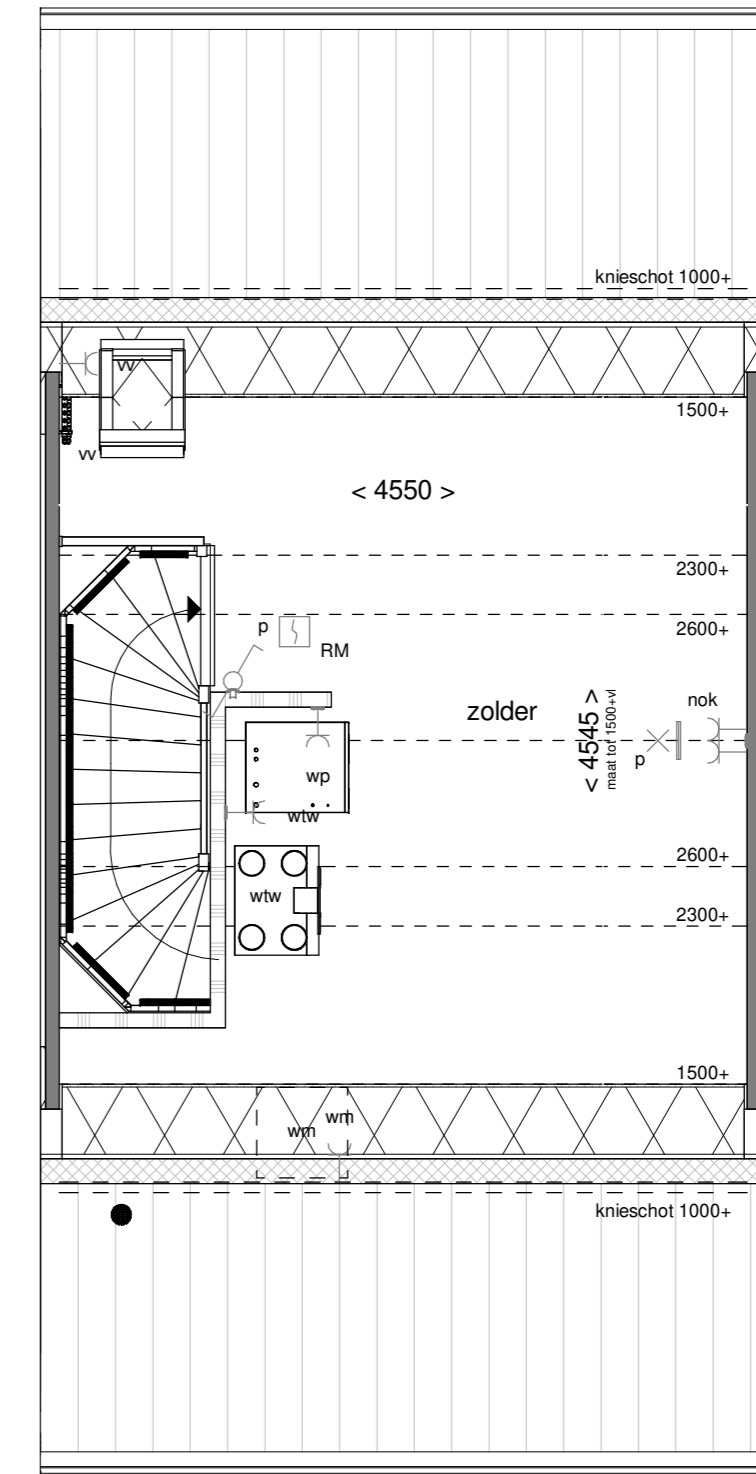 knieschot 1000+
vv
1500+
vv
< 4550 >
2300+
p
2600+
RM
nok
zolder
< 4545 >
maat tot 1500+vl
p
wp
wtw
2600+
wtw
2300+
1500+
wm
wm
knieschot 1000+